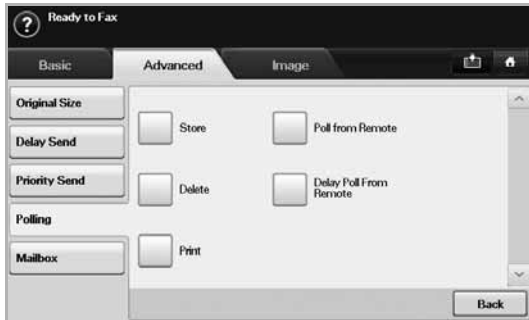 ? Ready to Fax
Basic Advanced Image
Original Size
Delay Send
Priority Send
Polling
Mailbox
Store Poll from Remote
Delete Delay Poll From
Remote
Print
Back